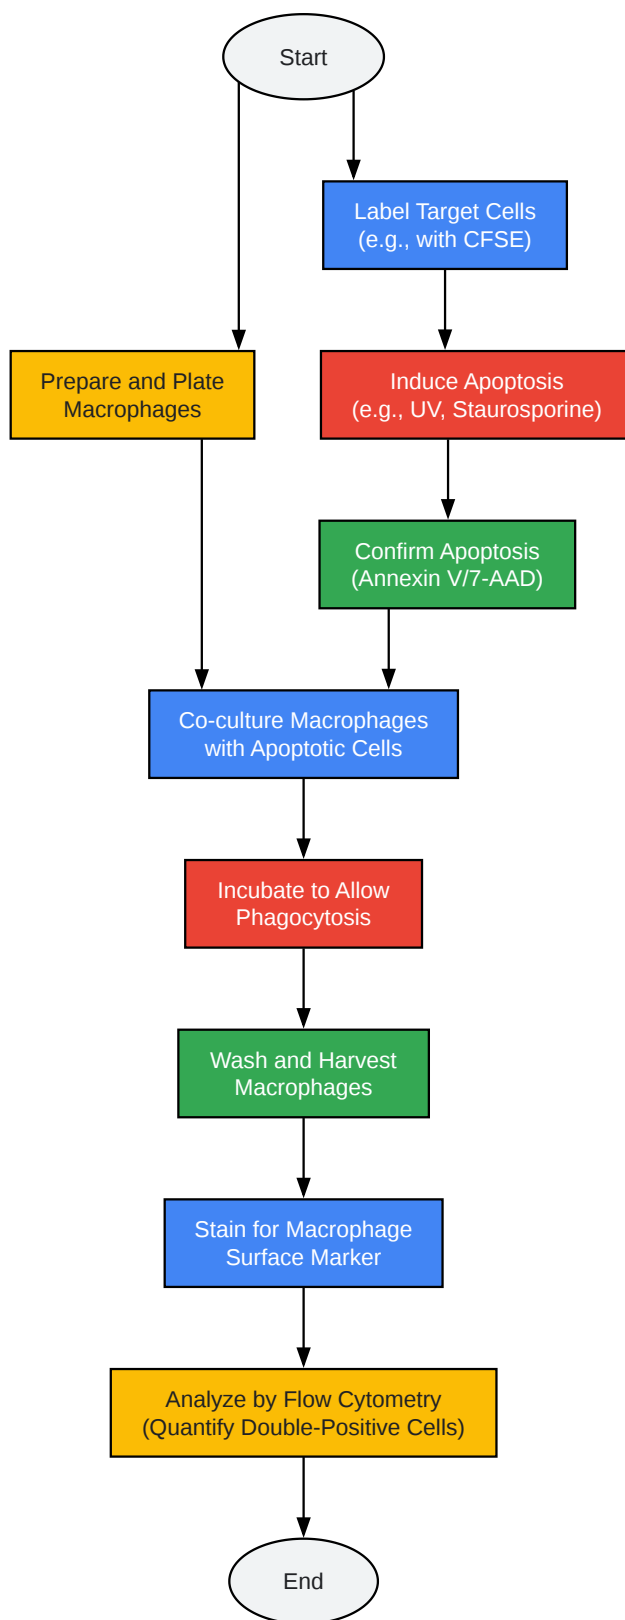 Start
Label Target Cells
(e.g., with CFSE)
Prepare and Plate
Macrophages
Induce Apoptosis
(e.g., UV, Staurosporine)
Confirm Apoptosis
(Annexin V/7-AAD)
Co-culture Macrophages
with Apoptotic Cells
Incubate to Allow
Phagocytosis
Wash and Harvest
Macrophages
Stain for Macrophage
Surface Marker
Analyze by Flow Cytometry
(Quantify Double-Positive Cells)
End